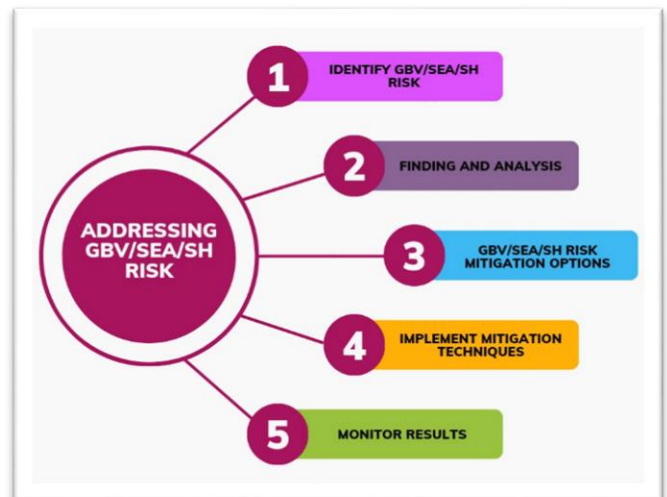 ADDRESSING
GBV/SEA/SH
RISK
1
IDENTIFY GBV/SEA/SH
RISK
2
FINDING AND ANALYSIS
3
GBV/SEA/SH RISK
MITIGATION OPTIONS
4
IMPLEMENT MITIGATION
TECHNIQUES
5
MONITOR RESULTS